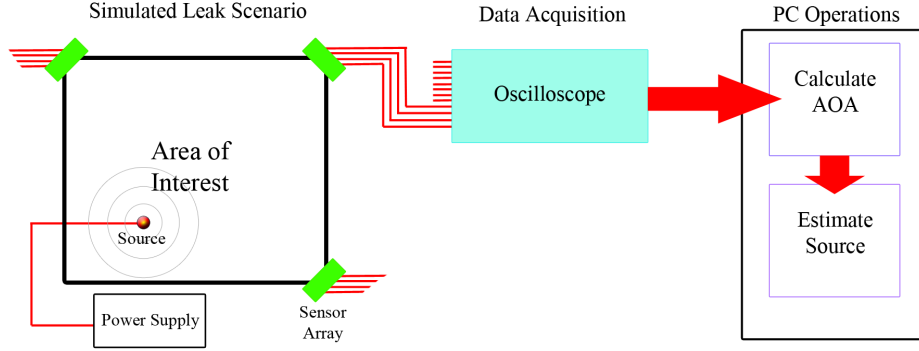 Simulated Leak Scenario
Data Acquisition
PC Operations
Area of
Interest
Source
Power Supply
Sensor
Array
Oscilloscope
Calculate
AOA
Estimate
Source